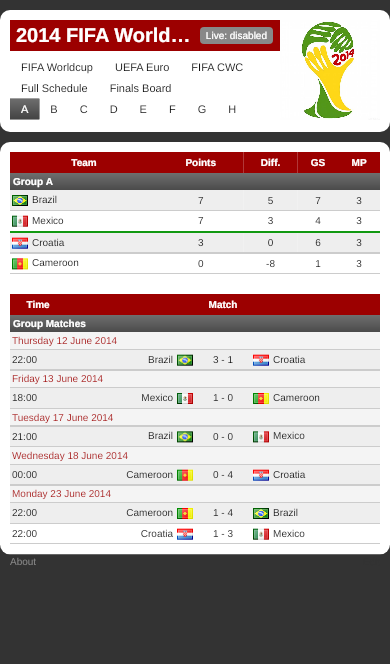 2014 FIFA World… Live: disabled
FIFA Worldcup UEFA Euro FIFA CWC
Full Schedule Finals Board
A B C D E F G H
2014
Team Points Diff. GS MP
Group A
Brazil 7 5 7 3
Mexico 7 3 4 3
Croatia 3 0 6 3
Cameroon 0 -8 1 3
Time Match
Group Matches
Thursday 12 June 2014
22:00 Brazil 3 - 1 Croatia
Friday 13 June 2014
18:00 Mexico 1 - 0 Cameroon
Tuesday 17 June 2014
21:00 Brazil 0 - 0 Mexico
Wednesday 18 June 2014
00:00 Cameroon 0 - 4 Croatia
Monday 23 June 2014
22:00 Cameroon 1 - 4 Brazil
22:00 Croatia 1 - 3 Mexico
About